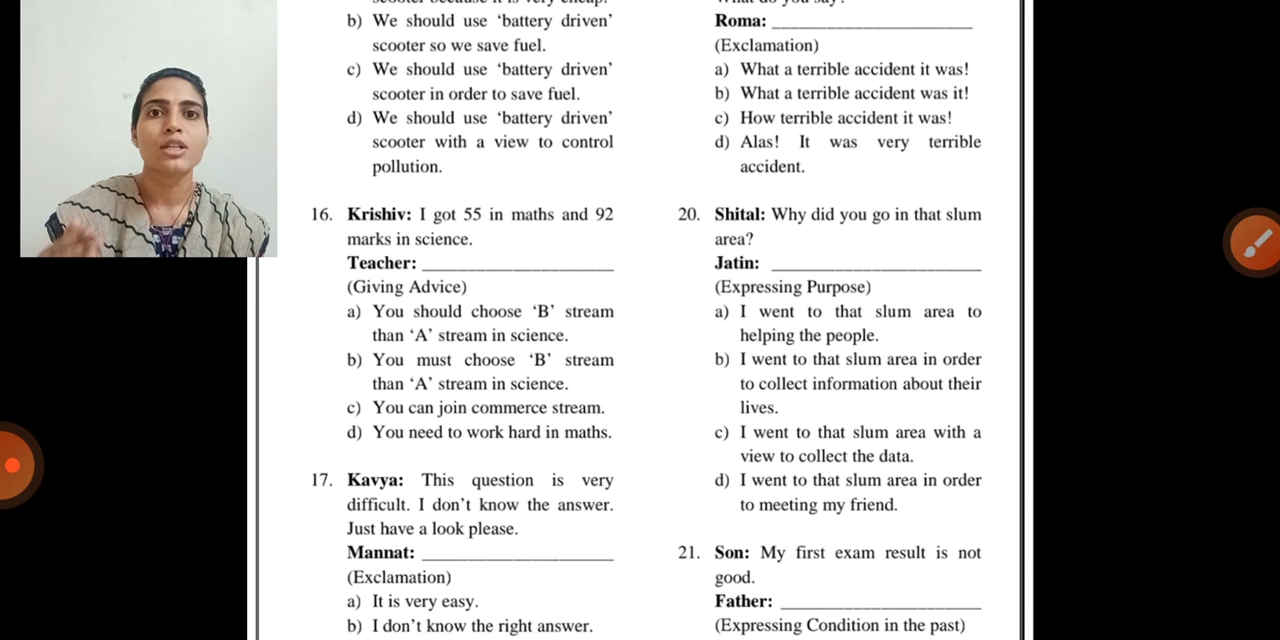 b) We should use ‘battery driven’
scooter so we save fuel.
c) We should use ‘battery driven’
scooter in order to save fuel.
d) We should use ‘battery driven’
scooter with a view to control
pollution.
16. Krishiv: I got 55 in maths and 92
marks in science.
Teacher: ____________________
(Giving Advice)
a) You should choose ‘B’ stream
than ‘A’ stream in science.
b) You must choose ‘B’ stream
than ‘A’ stream in science.
c) You can join commerce stream.
d) You need to work hard in maths.
17. Kavya: This question is very
difficult. I don’t know the answer.
Just have a look please.
Mannat: ____________________
(Exclamation)
a) It is very easy.
b) I don’t know the right answer.
Roma: ____________________
(Exclamation)
a) What a terrible accident it was!
b) What a terrible accident was it!
c) How terrible accident it was!
d) Alas! It was very terrible
accident.
20. Shital: Why did you go in that slum
area?
Jatin: ____________________
(Expressing Purpose)
a) I went to that slum area to
helping the people.
b) I went to that slum area in order
to collect information about their
lives.
c) I went to that slum area with a
view to collect the data.
d) I went to that slum area in order
to meeting my friend.
21. Son: My first exam result is not
good.
Father: ____________________
(Expressing Condition in the past)